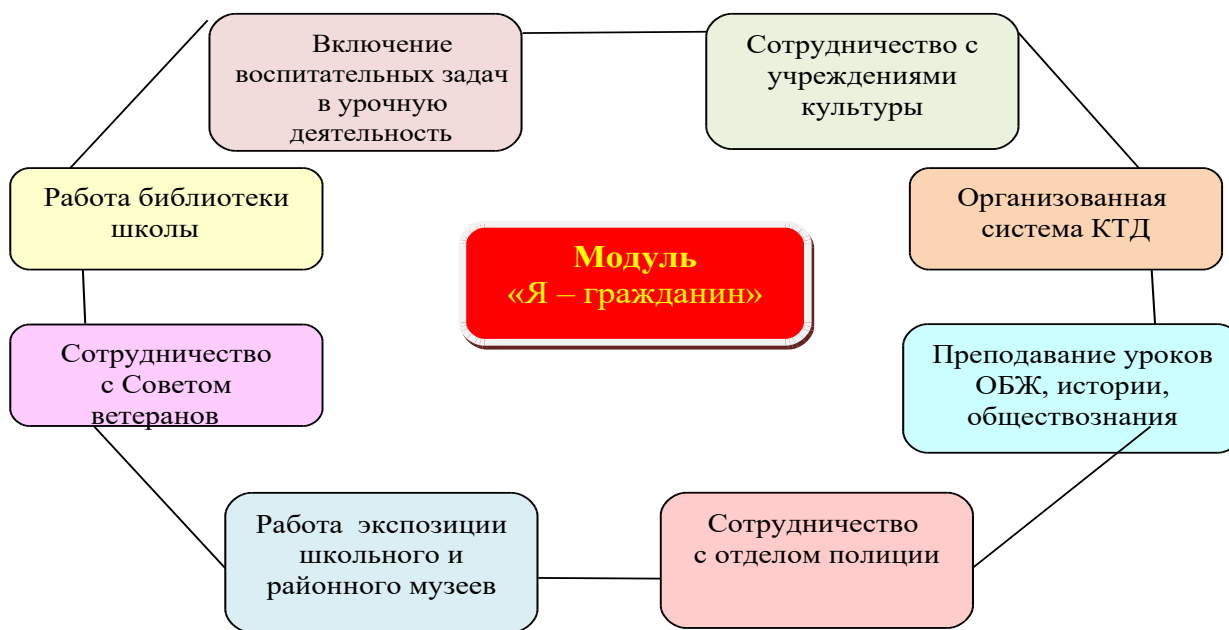 Включение
воспитательных задач
в урочную
деятельность
Сотрудничество с
учреждениями
культуры
Работа библиотеки
школы
Организованная
система КТД
Модуль
«Я – гражданин»
Сотрудничество
с Советом
ветеранов
Преподавание уроков
ОБЖ, истории,
обществознания
Работа экспозиции
школьного и
районного музеев
Сотрудничество
с отделом полиции